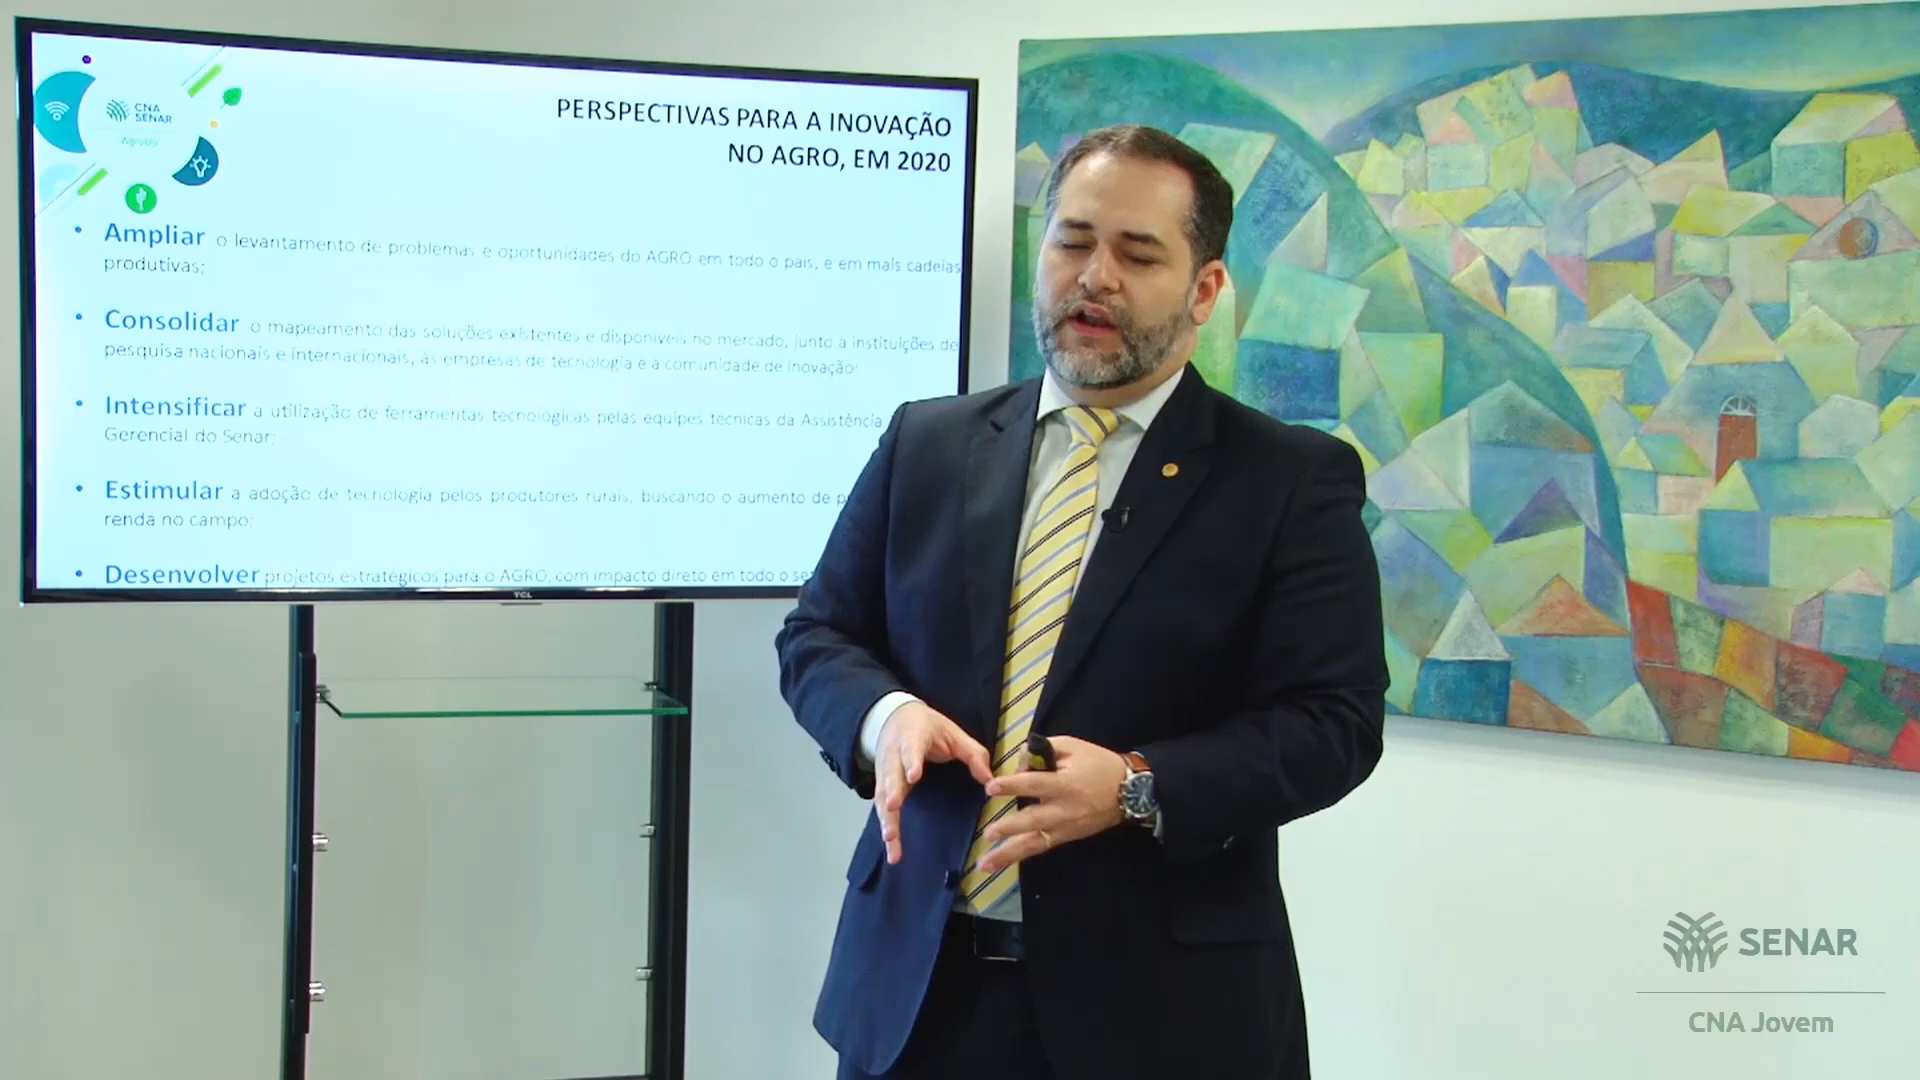 CNA
SENAR
PERSPECTIVAS PARA A INOVAÇÃO
NO AGRO, EM 2020
• Ampliar o levantamento de problemas e oportunidades do AGRO em todo o país, e em mais cadeias
produtivas;
• Consolidar o mapeamento das soluções existentes e disponíveis no mercado, junto à instituições de
pesquisa nacionais e internacionais, às empresas de tecnologia e à comunidade de inovação;
• Intensificar a utilização de ferramentas tecnológicas pelas equipes técnicas da Assistência
Gerencial do Senar;
• Estimular a adoção de tecnologia pelos produtores rurais, buscando o aumento de
renda no campo;
• Desenvolver projetos estratégicos para o AGRO, com impacto direto em todo o
TCL
SENAR
CNA Jovem